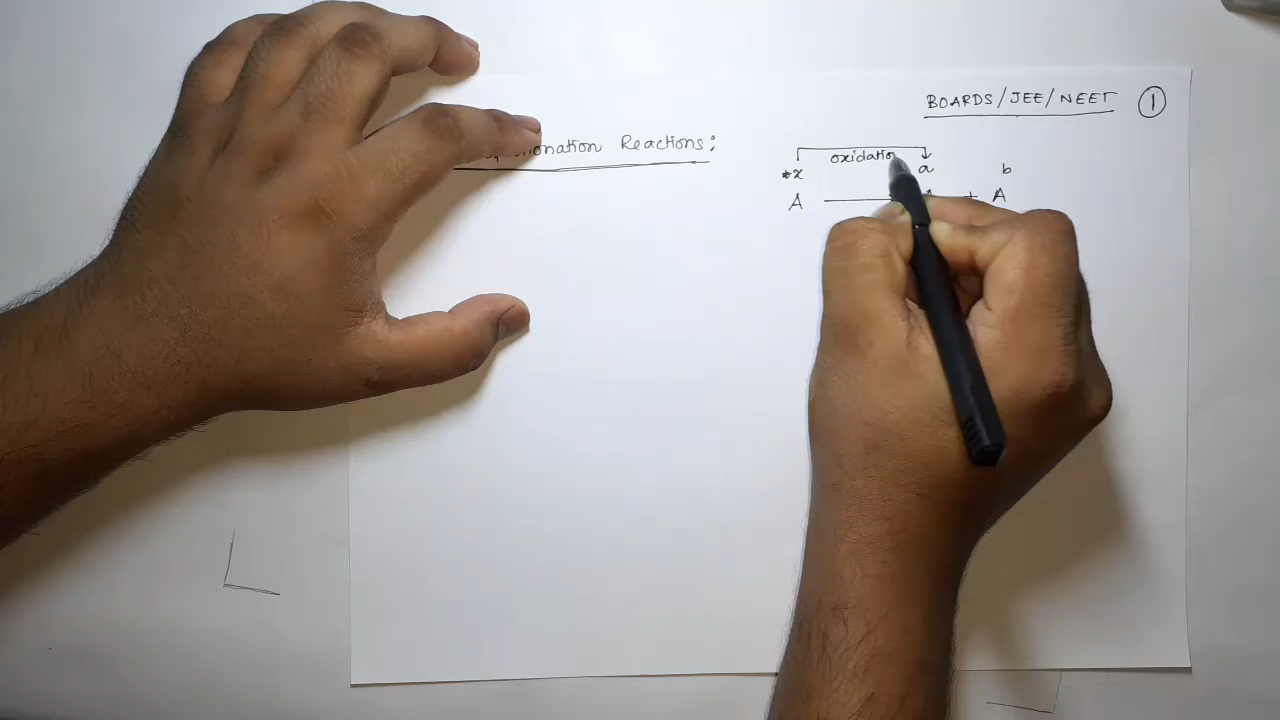 BOARDS/JEE/NEET 1
Reactions:
oxidation
x a b
A + A